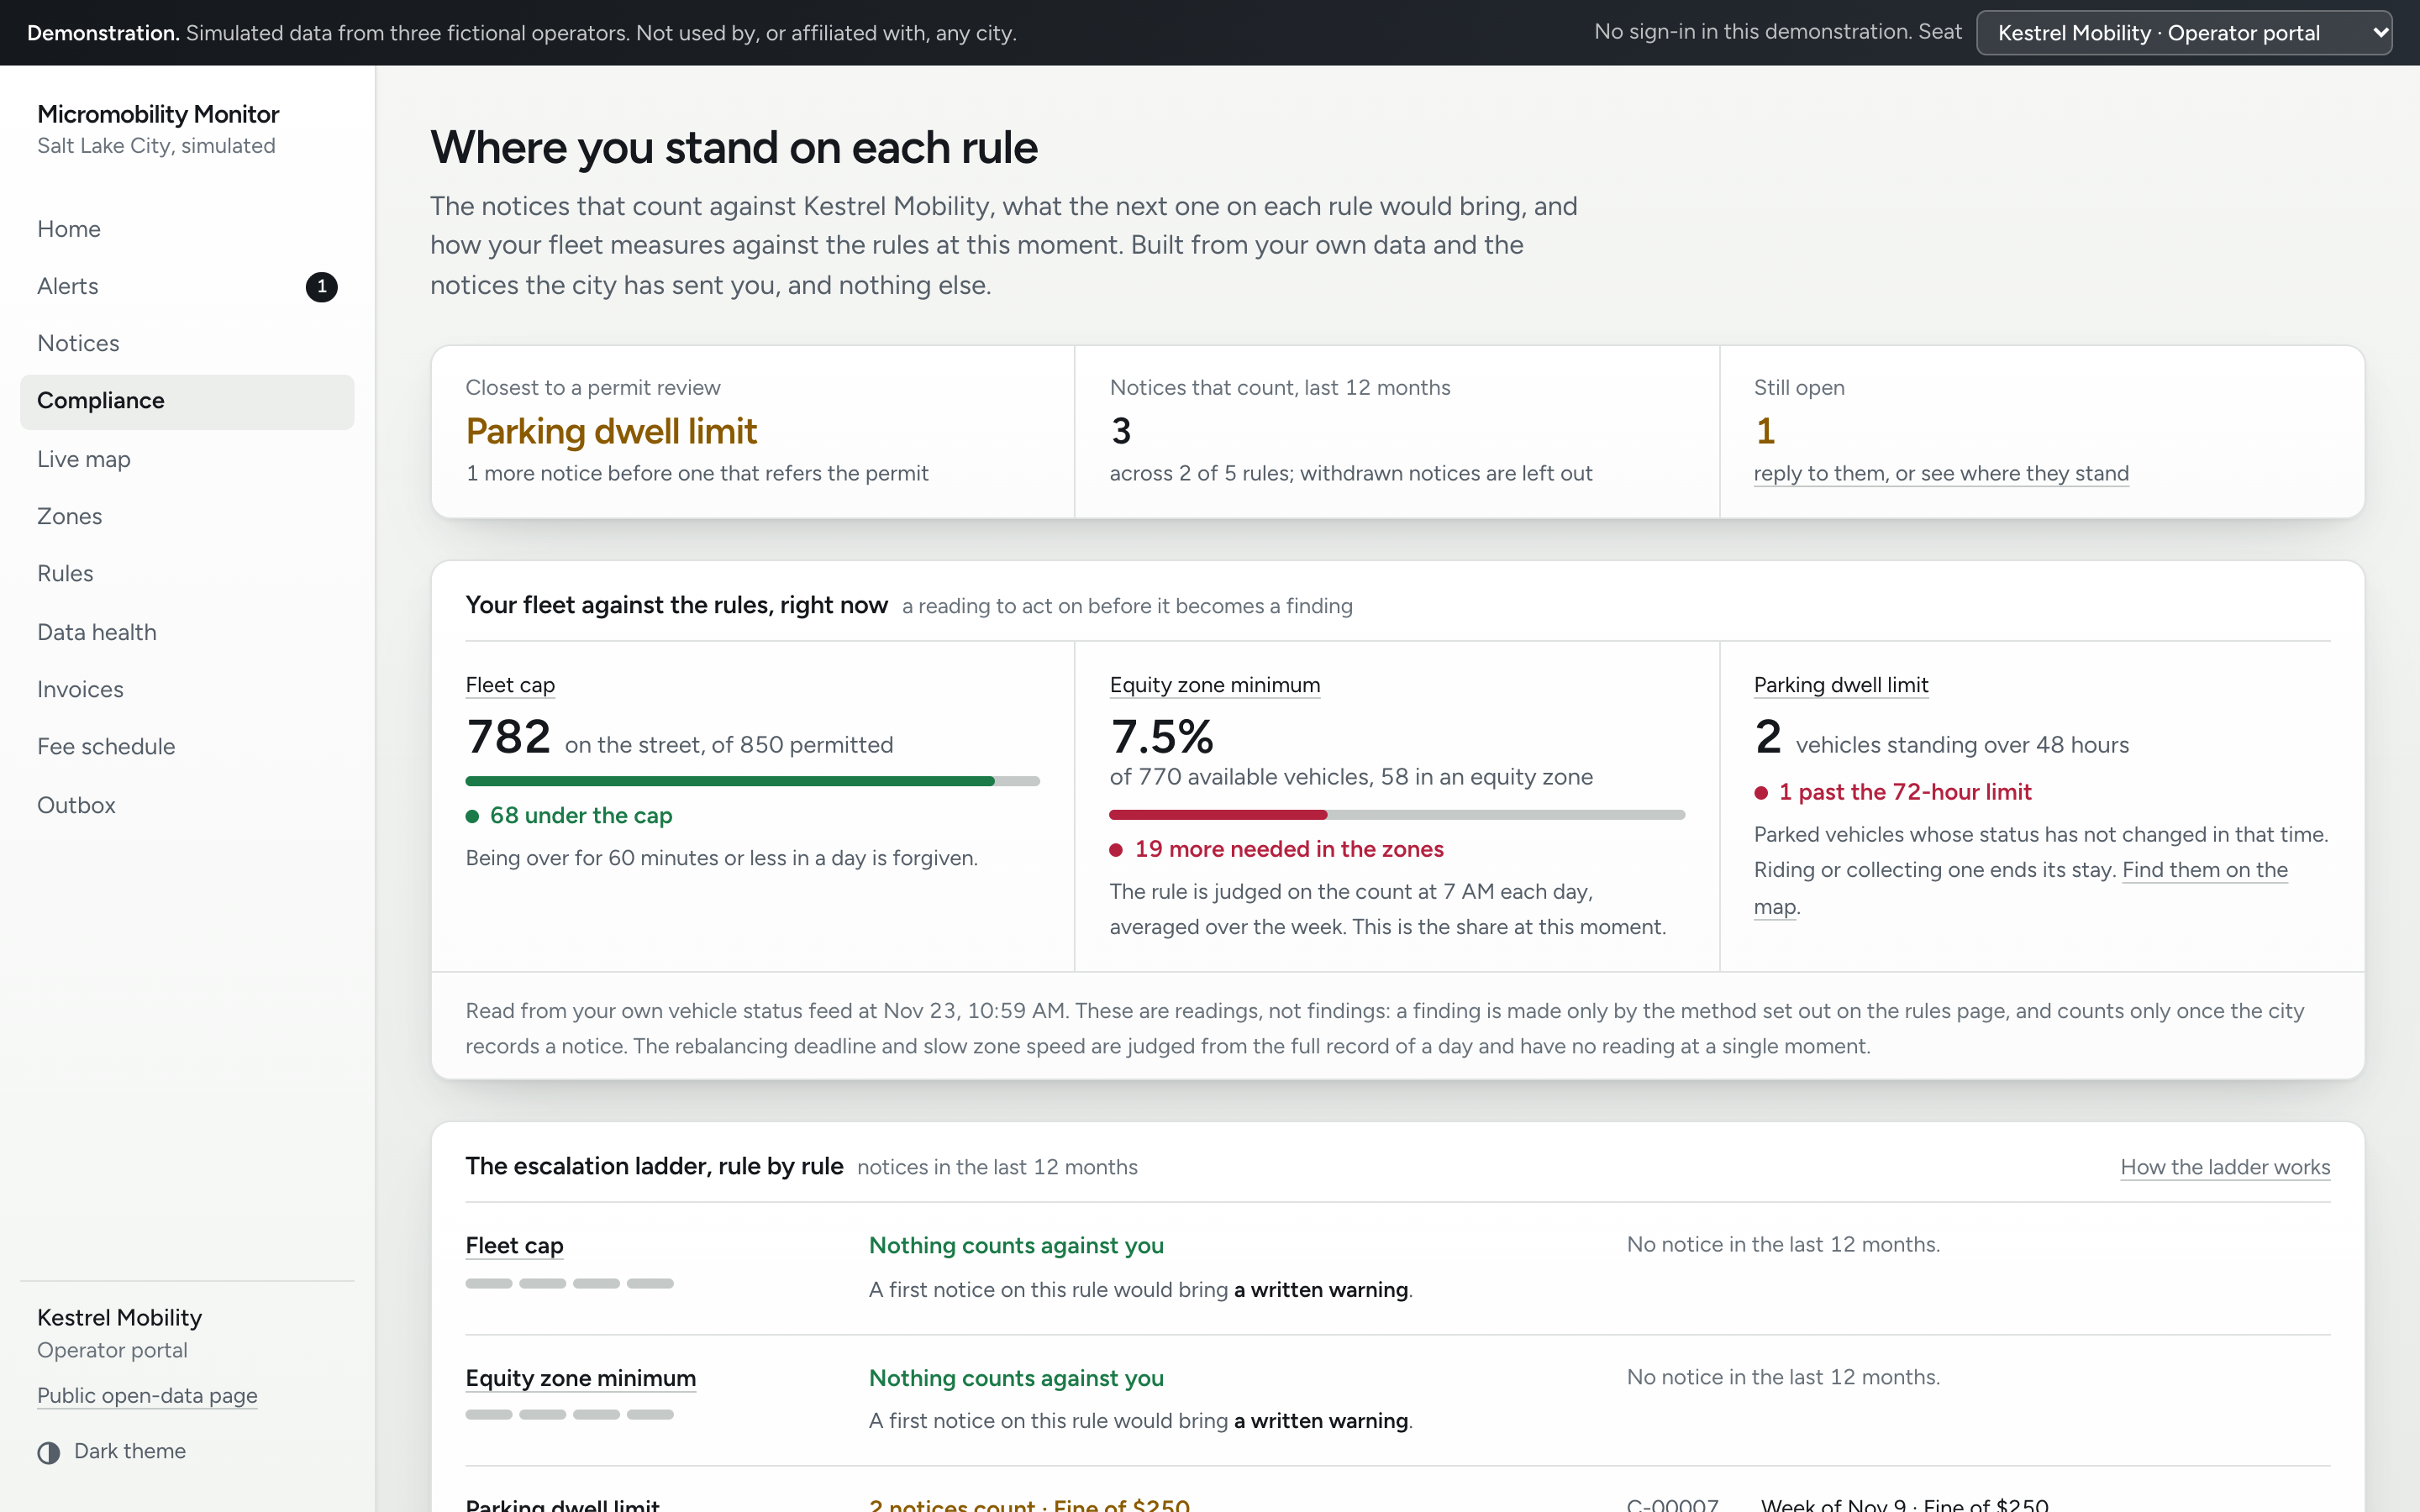 Demonstration. Simulated data from three fictional operators. Not used by, or affiliated with, any city.
No sign-in in this demonstration. Seat
Kestrel Mobility · Operator portal
Micromobility Monitor
Salt Lake City, simulated
Home
Alerts
1
Notices
Compliance
Live map
Zones
Rules
Data health
Invoices
Fee schedule
Outbox
Kestrel Mobility
Operator portal
Public open-data page
Dark theme
Where you stand on each rule
The notices that count against Kestrel Mobility, what the next one on each rule would bring, and
how your fleet measures against the rules at this moment. Built from your own data and the
notices the city has sent you, and nothing else.
Closest to a permit review
Parking dwell limit
1 more notice before one that refers the permit
Notices that count, last 12 months
3
across 2 of 5 rules; withdrawn notices are left out
Still open
1
reply to them, or see where they stand
Your fleet against the rules, right now
a reading to act on before it becomes a finding
Fleet cap
782 on the street, of 850 permitted
68 under the cap
Being over for 60 minutes or less in a day is forgiven.
Equity zone minimum
7.5%
of 770 available vehicles, 58 in an equity zone
19 more needed in the zones
The rule is judged on the count at 7 AM each day,
averaged over the week. This is the share at this moment.
Parking dwell limit
2 vehicles standing over 48 hours
1 past the 72-hour limit
Parked vehicles whose status has not changed in that time.
Riding or collecting one ends its stay. Find them on the
map.
Read from your own vehicle status feed at Nov 23, 10:59 AM. These are readings, not findings: a finding is made only by the method set out on the rules page, and counts only once the city
records a notice. The rebalancing deadline and slow zone speed are judged from the full record of a day and have no reading at a single moment.
The escalation ladder, rule by rule
notices in the last 12 months
How the ladder works
Fleet cap
Nothing counts against you
A first notice on this rule would bring a written warning.
No notice in the last 12 months.
Equity zone minimum
Nothing counts against you
A first notice on this rule would bring a written warning.
No notice in the last 12 months.
Parking dwell limit
2 notices count · Fine of $250
C-00007
Week of Nov 9 · Fine of $250